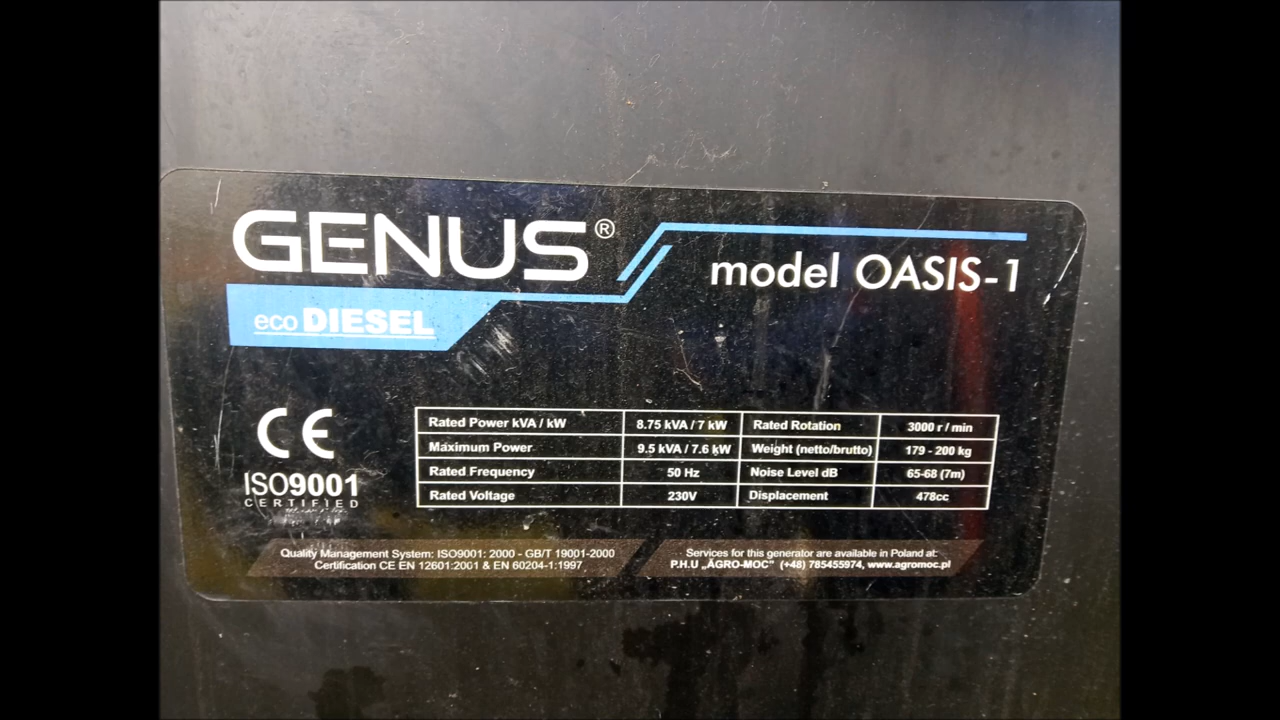 GENUS®
model OASIS-1
eco DIESEL
CE
ISO9001
CERTIFIED
Rated Power kVA / kW 8.75 kVA / 7 kW Rated Rotation 3000 r / min
Maximum Power 9.5 kVA / 7.6 kW Weight (netto/brutto) 179 - 200 kg
Rated Frequency 50 Hz Noise Level dB 65-68 (7m)
Rated Voltage 230V Displacement 478cc
Quality Management System: ISO9001: 2000 - GB/T 19001-2000
Certification CE EN 12601:2001 & EN 60204-1:1997
Services for this generator are available in Poland at:
P.H.U „AGRO-MOC" (+48) 785455974, www.agromoc.pl